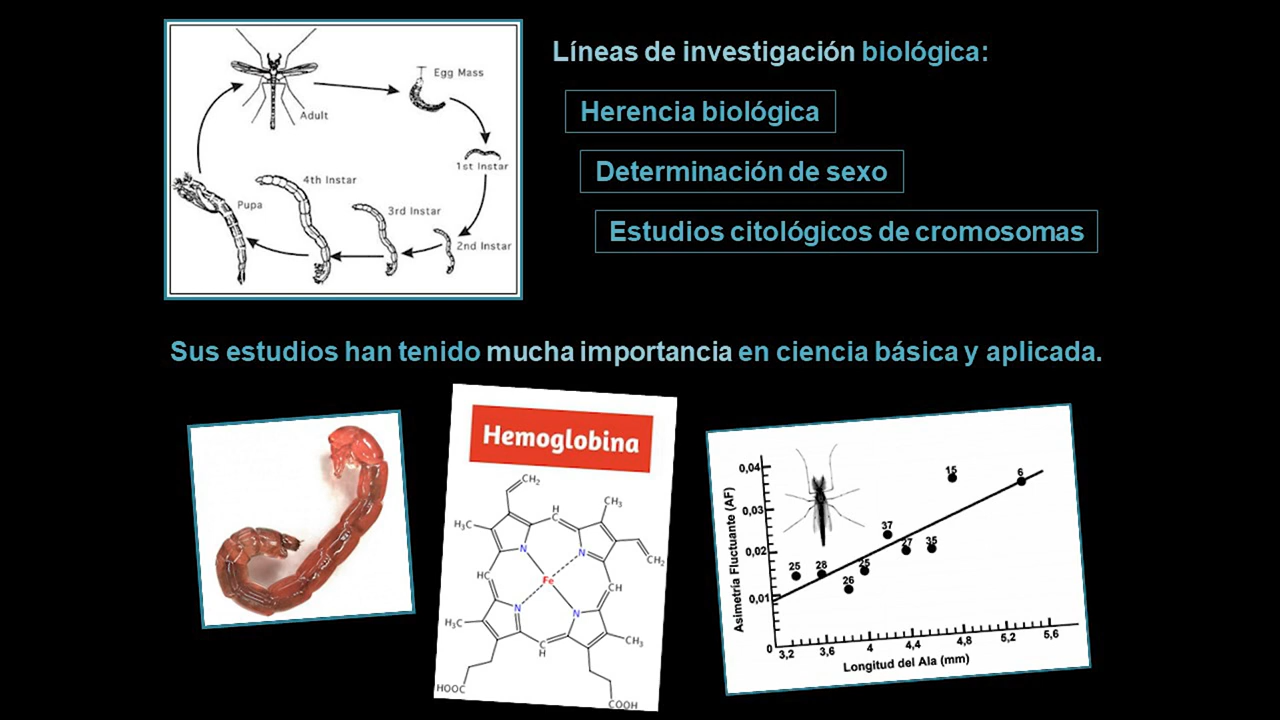 Líneas de investigación biológica:
Herencia biológica
Determinación de sexo
Estudios citológicos de cromosomas
Egg Mass
Adult
1st Instar
4th Instar
Pupa
3rd Instar
2nd Instar
Sus estudios han tenido mucha importancia en ciencia básica y aplicada.
Hemoglobina
CH₂
H
CH₃
H₃C
N
N
CH₂
HC
Fe
CH
N
N
H₃C
CH₃
C
H
HOOC
COOH
Asimetría Fluctuante (AF)
0,04
0,03
0,02
0,01
0
15
6
37
27
35
25
28
25
26
3,2
3,6
4
4,4
4,8
5,2
5,6
Longitud del Ala (mm)